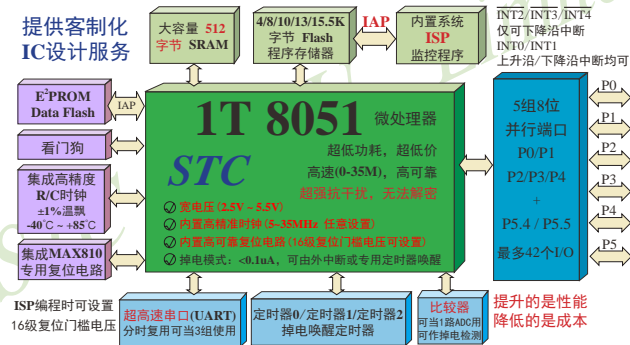 提供客制化
IC设计服务
大容量 512
字节 SRAM
4/8/10/13/15.5K
字节 Flash
程序存储器
IAP
内置系统
ISP
监控程序
INT2/INT3/INT4
仅可下降沿中断
INT0/INT1
上升沿/下降沿中断均可
E²PROM
Data Flash
IAP
看门狗
集成高精度
R/C时钟
±1%温飘
-40℃ ~ +85℃
集成MAX810
专用复位电路
1T 8051 微处理器
超低功耗，超低价
STC
高速(0-35M)，高可靠
超强抗干扰，无法解密
宽电压(2.5V ~ 5.5V)
内置高精准时钟(5~35MHz 任意设置)
内置高可靠复位电路(16级复位门槛电压可设置)
掉电模式：<0.1uA，可由外中断或专用定时器唤醒
5组8位
并行端口
P0/P1
P2/P3/P4
+
P5.4 / P5.5
最多42个I/O
P0
P1
P2
P3
P4
P5
ISP编程时可设置
16级复位门槛电压
超高速串口(UART)
分时复用可当3组使用
定时器0/定时器1/定时器2
掉电唤醒定时器
比较器
可当1路ADC用
可作掉电检测
提升的是性能
降低的是成本